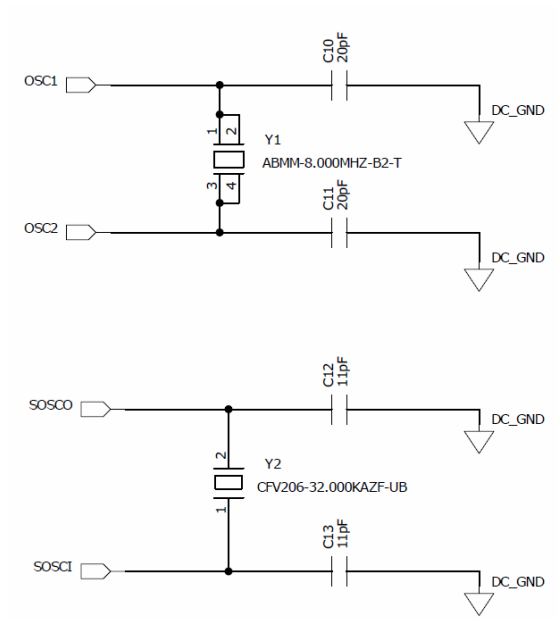 C10
20pF
OSC1
DC_GND
1
2
Y1
ABMM-8.000MHZ-B2-T
3
4
C11
20pF
OSC2
DC_GND
C12
11pF
SOSCO
DC_GND
2
Y2
CFV206-32.000KAZF-UB
1
C13
11pF
SOSCI
DC_GND